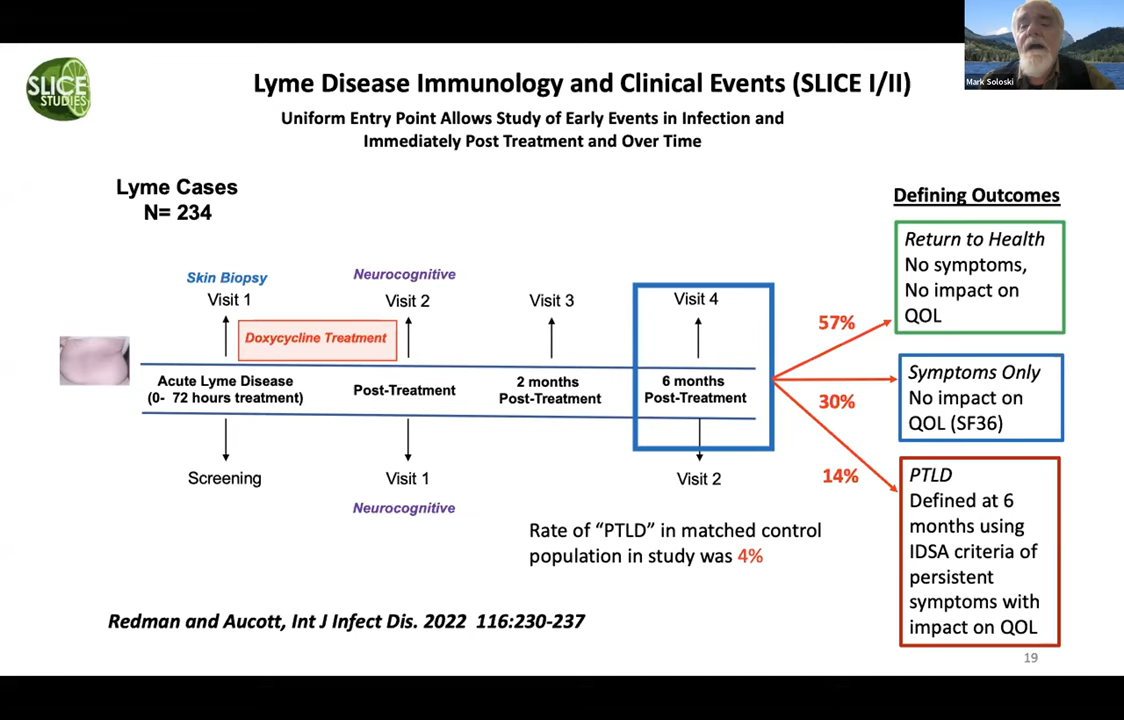 Mark Soloski
SLICE
STUDIES
Lyme Disease Immunology and Clinical Events (SLICE I/II)
Uniform Entry Point Allows Study of Early Events in Infection and
Immediately Post Treatment and Over Time
Lyme Cases
N= 234
Skin Biopsy
Visit 1
Neurocognitive
Visit 2
Visit 3
Visit 4
Doxycycline Treatment
Acute Lyme Disease
(0- 72 hours treatment)
Post-Treatment
2 months
Post-Treatment
6 months
Post-Treatment
Screening
Visit 1
Neurocognitive
Visit 2
57%
30%
14%
Defining Outcomes
Return to Health
No symptoms,
No impact on
QOL
Symptoms Only
No impact on
QOL (SF36)
PTLD
Defined at 6
months using
IDSA criteria of
persistent
symptoms with
impact on QOL
Rate of “PTLD” in matched control
population in study was 4%
Redman and Aucott, Int J Infect Dis. 2022 116:230-237
19